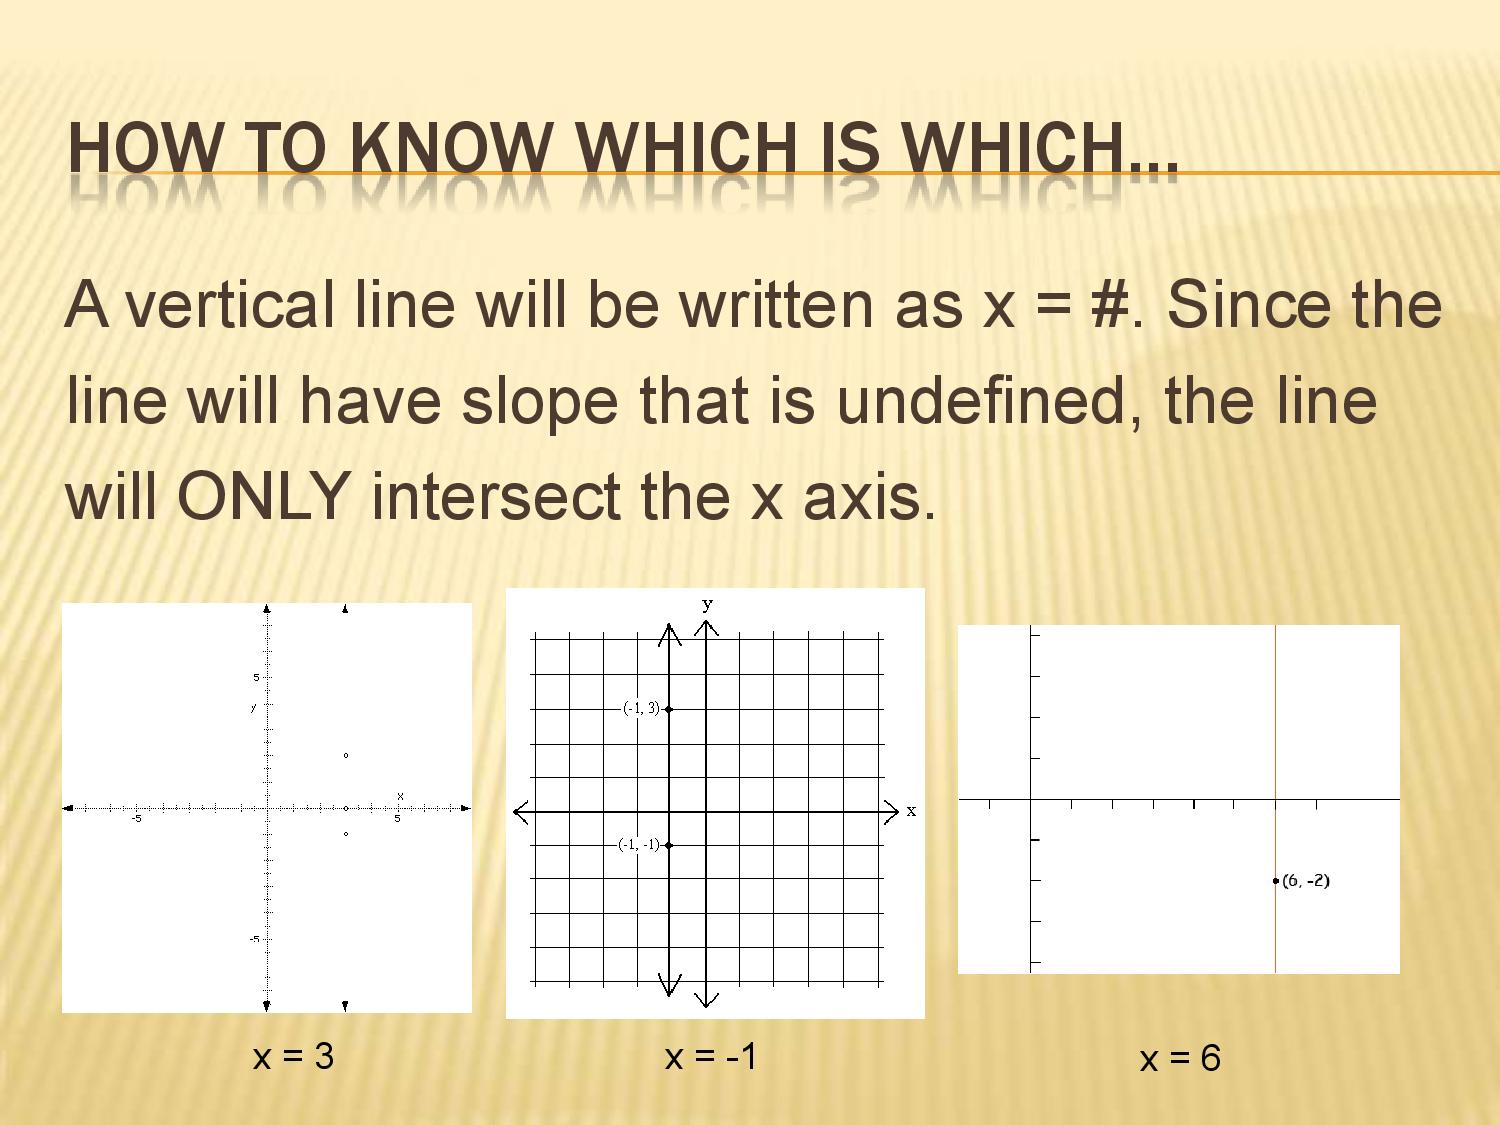 HOW TO KNOW WHICH IS WHICH...
A vertical line will be written as x = #. Since the
line will have slope that is undefined, the line
will ONLY intersect the x axis.
5
y
x
-5
5
-5
x = 3
y
(-1, 3)
x
(-1, -1)
x = -1
(6, -2)
x = 6